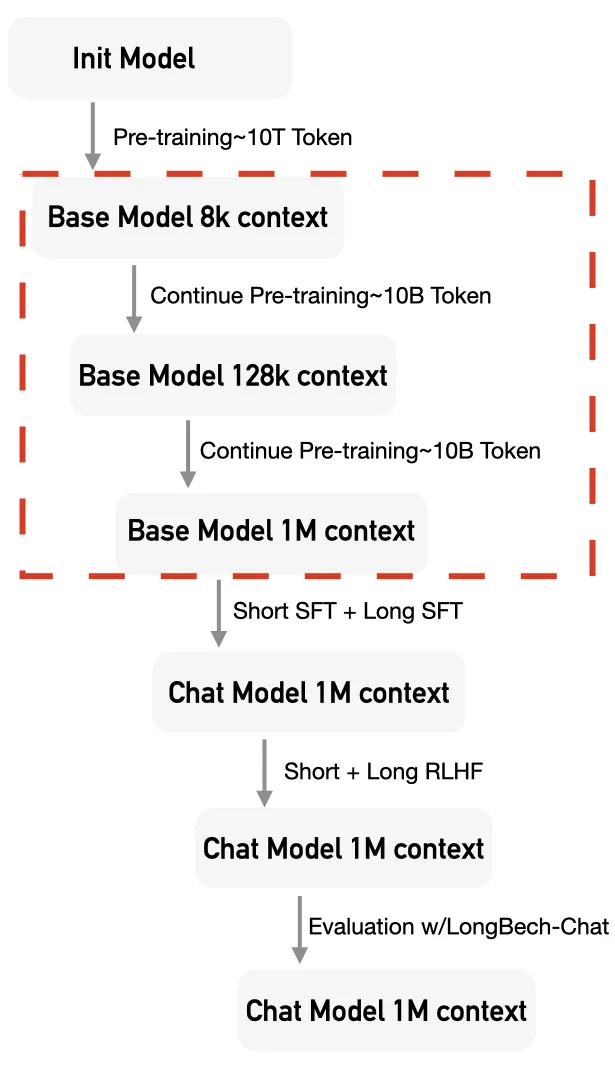 Init Model
Pre-training~10T Token
Base Model 8k context
Continue Pre-training~10B Token
Base Model 128k context
Continue Pre-training~10B Token
Base Model 1M context
Short SFT + Long SFT
Chat Model 1M context
Short + Long RLHF
Chat Model 1M context
Evaluation w/LongBech-Chat
Chat Model 1M context